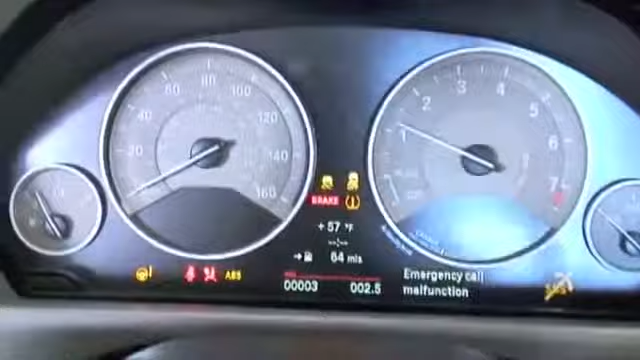 20
40
60
80
100
120
140
160
1
2
3
4
5
6
7
BRAKE
+ 57 °F
--:--
64 mls
ABS
00003 002.5
Emergency call
malfunction